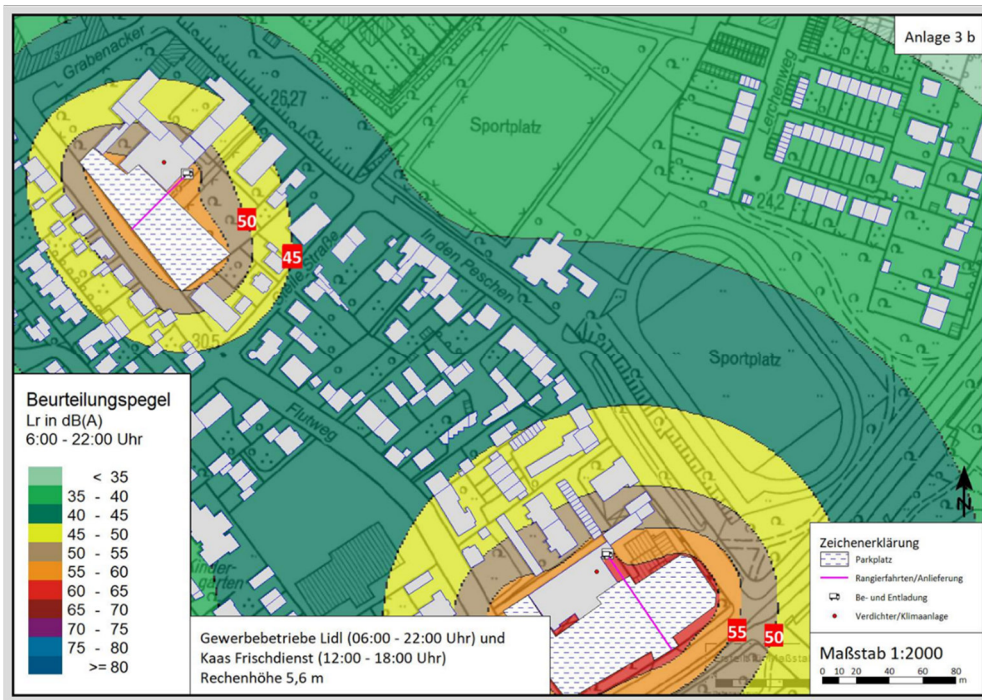 Anlage 3 b
Grabenacker
26,27
Sportplatz
Lerchenweg
24,2
50
45
In den Peschen
Straße
30,5
Sportplatz
Flutweg
Beurteilungspegel
Lr in dB(A)
6:00 - 22:00 Uhr
< 35
35 - 40
40 - 45
45 - 50
50 - 55
55 - 60
60 - 65
65 - 70
70 - 75
75 - 80
>= 80
garten
N
Zeichenerklärung
Parkplatz
Rangierfahrten/Anlieferung
Be- und Entladung
Verdichter/Klimaanlage
Gewerbebetriebe Lidl (06:00 - 22:00 Uhr) und
Kaas Frischdienst (12:00 - 18:00 Uhr)
Rechenhöhe 5,6 m
55
50
Maßstab 1:2000
0 10 20 40 60 80
m